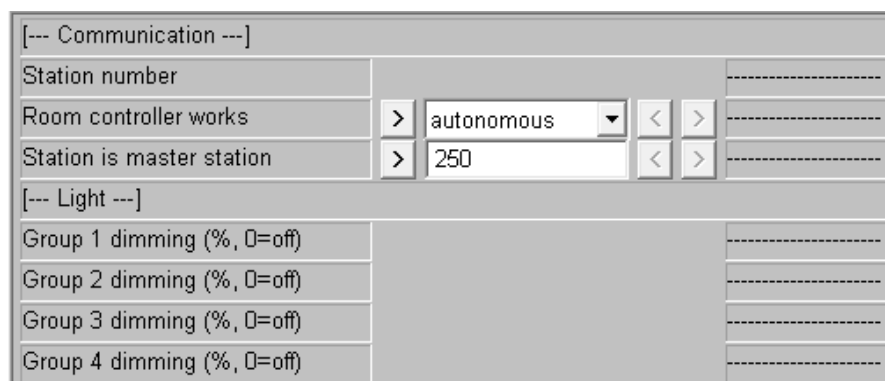 [--- Communication ---]
Station number ----------------------
Room controller works > autonomous < > ----------------------
Station is master station > 250 < > ----------------------
[--- Light ---]
Group 1 dimming (%, 0=off) ----------------------
Group 2 dimming (%, 0=off) ----------------------
Group 3 dimming (%, 0=off) ----------------------
Group 4 dimming (%, 0=off) ----------------------